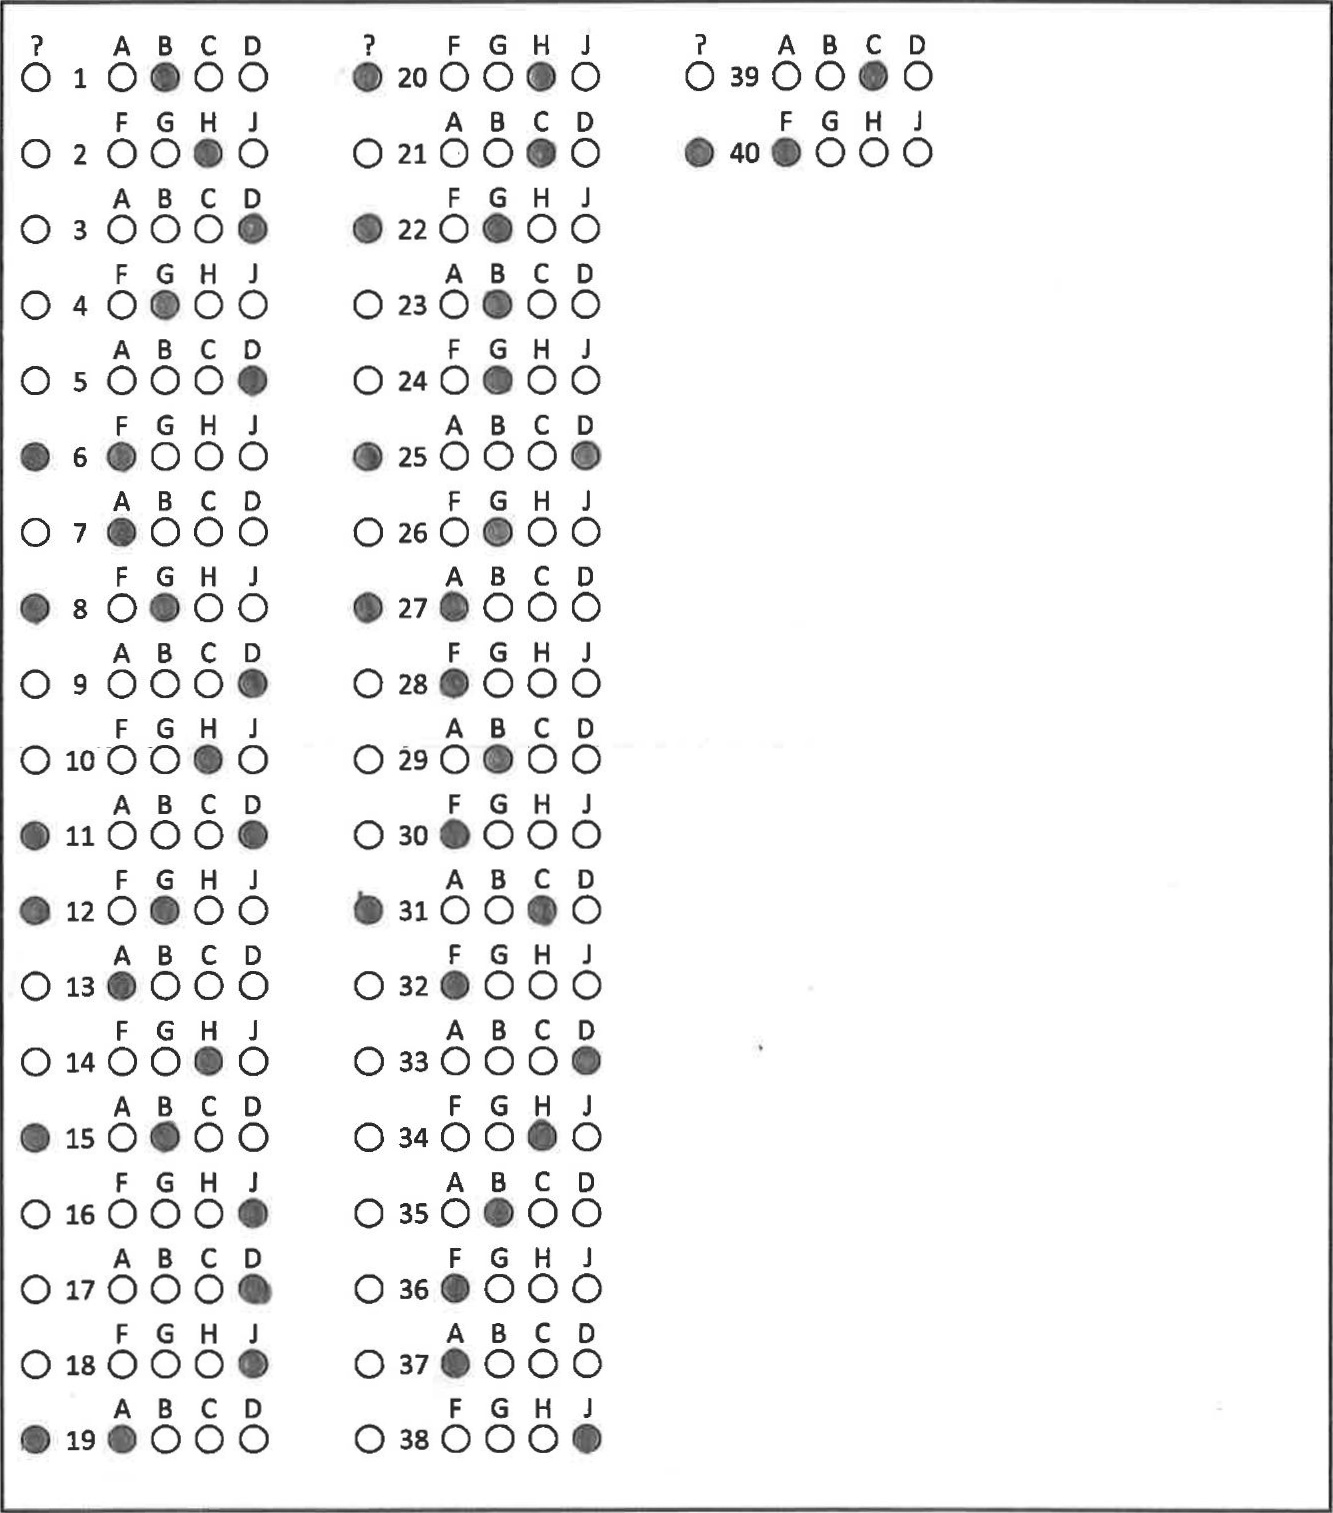 ? A B C D
1
F G H J
2
A B C D
3
F G H J
4
A B C D
5
F G H J
6
A B C D
7
F G H J
8
A B C D
9
F G H J
10
A B C D
11
F G H J
12
A B C D
13
F G H J
14
A B C D
15
F G H J
16
A B C D
17
F G H J
18
A B C D
19
? F G H J
20
A B C D
21
F G H J
22
A B C D
23
F G H J
24
A B C D
25
F G H J
26
A B C D
27
F G H J
28
A B C D
29
F G H J
30
A B C D
31
F G H J
32
A B C D
33
F G H J
34
A B C D
35
F G H J
36
A B C D
37
F G H J
38
? A B C D
39
F G H J
40